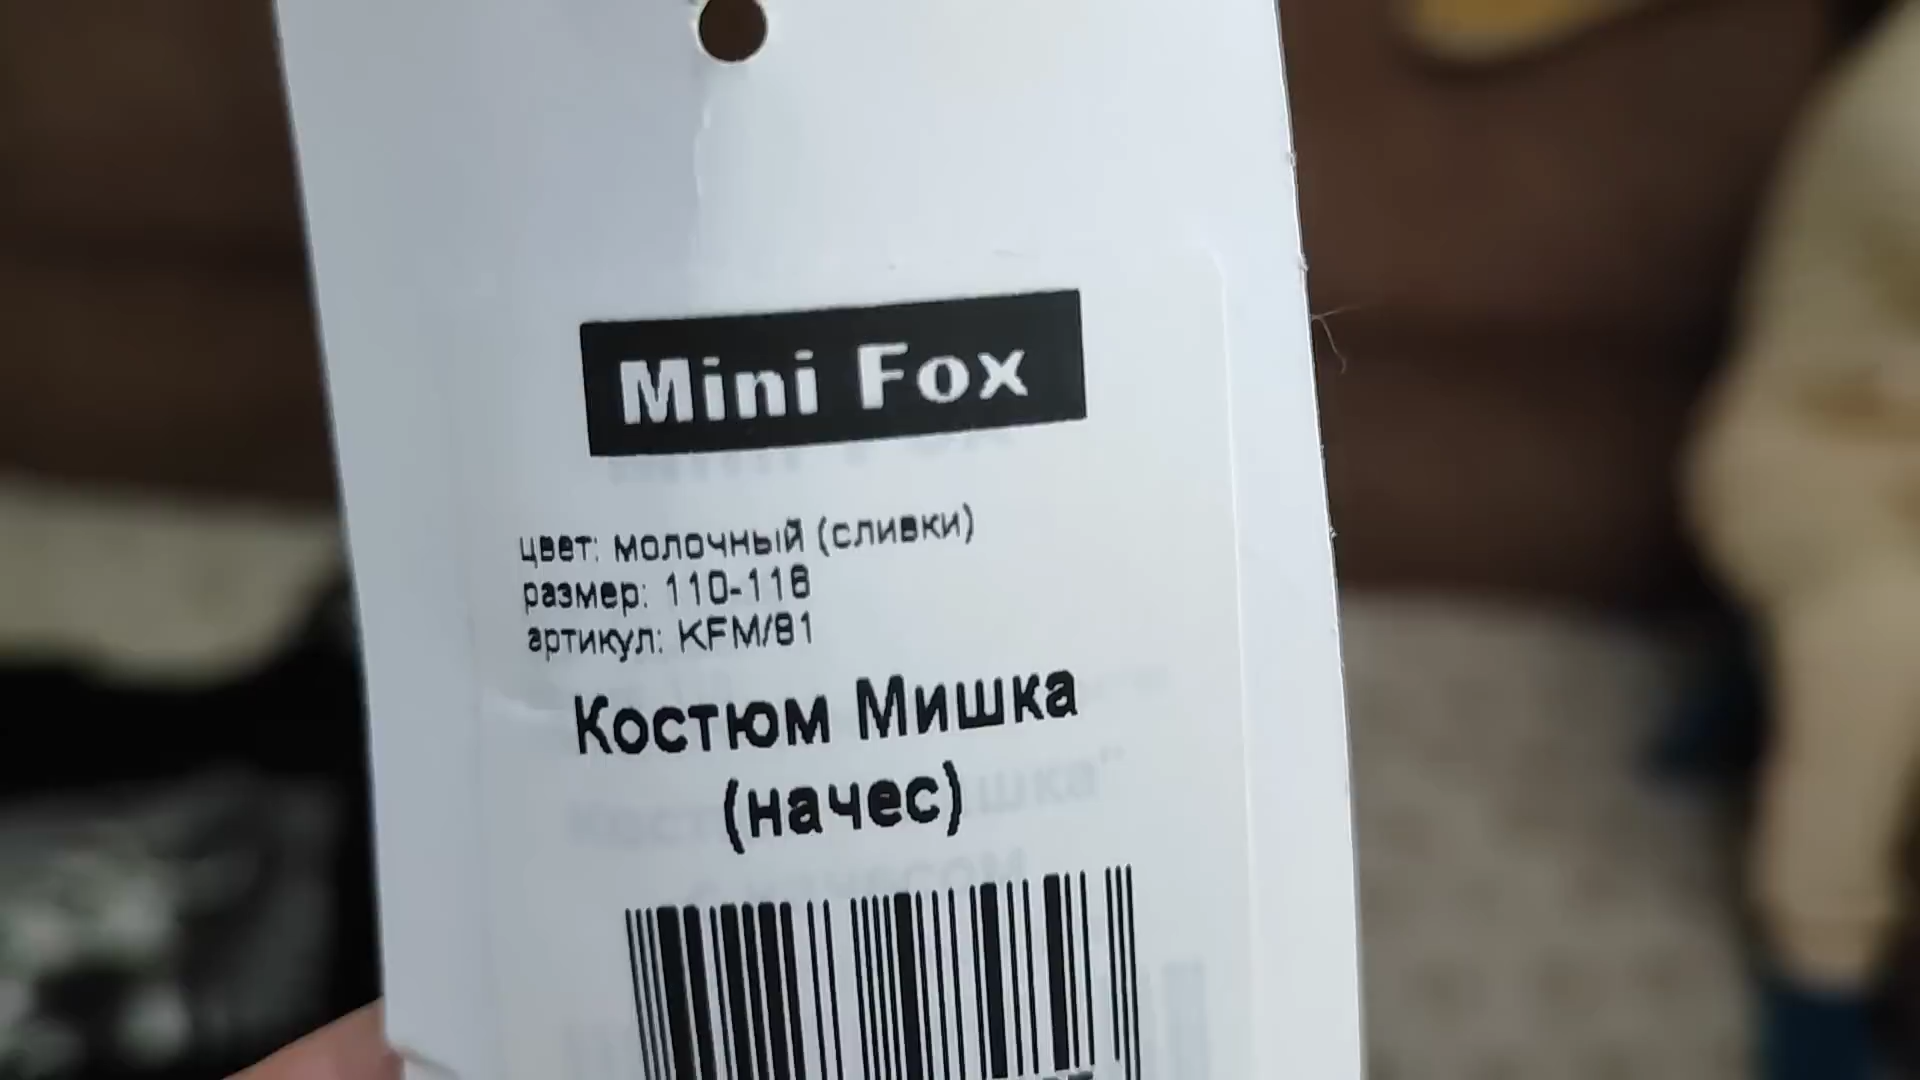 Mini Fox
цвет: молочный (сливки)
размер: 110-116
артикул: KFM/81
Костюм Мишка
(начес)